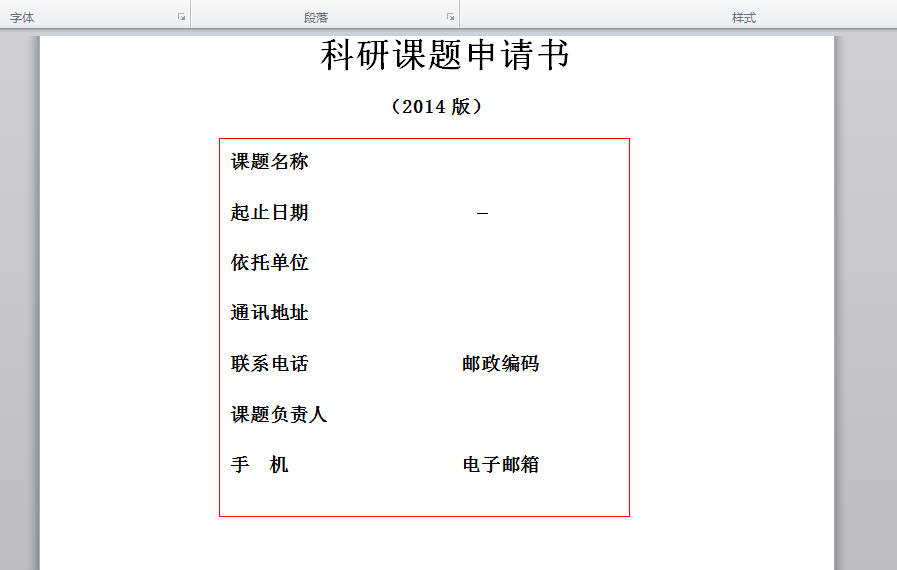 字体 段落 样式
科研课题申请书
（2014 版）
课题名称
起止日期 –
依托单位
通讯地址
联系电话 邮政编码
课题负责人
手 机 电子邮箱